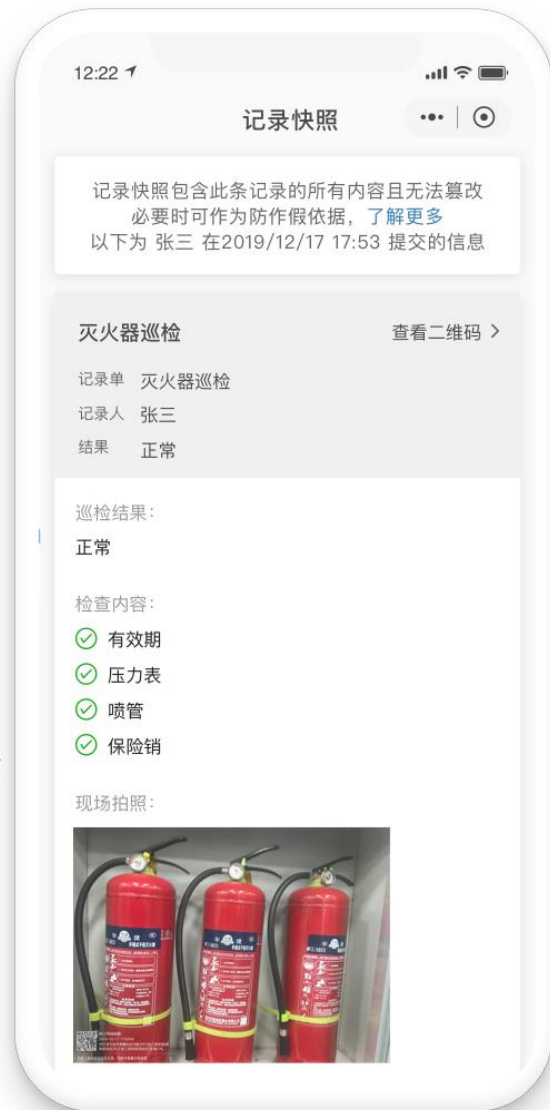 12:22
记录快照
记录快照包含此条记录的所有内容且无法篡改
必要时可作为防作假依据，了解更多
以下为 张三 在2019/12/17 17:53 提交的信息
灭火器巡检
查看二维码
记录单 灭火器巡检
记录人 张三
结果 正常
巡检结果：
正常
检查内容：
有效期
压力表
喷管
保险销
现场拍照：